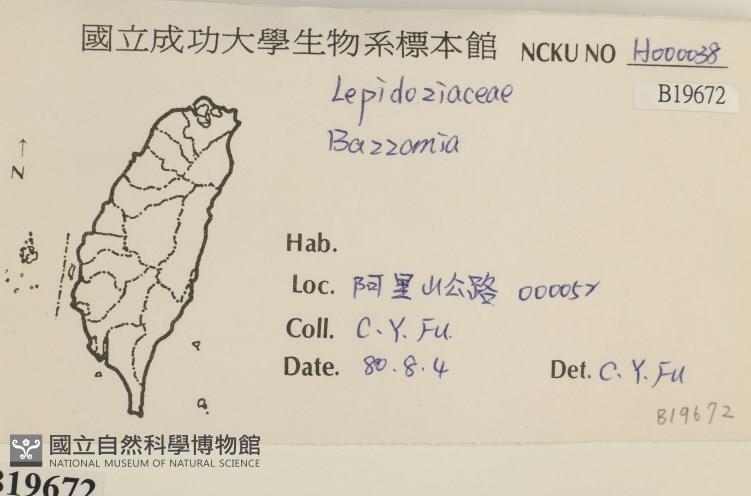 國立成功大學生物系標本館 NCKU NO H000038
B19672
Lepidoziaceae
Bazzania
N
Hab.
Loc. 阿里山公路 000052
Coll. C. Y. Fu
Date. 80.8.4 Det. C. Y. Fu
B19672
國立自然科學博物館
NATIONAL MUSEUM OF NATURAL SCIENCE
B19672